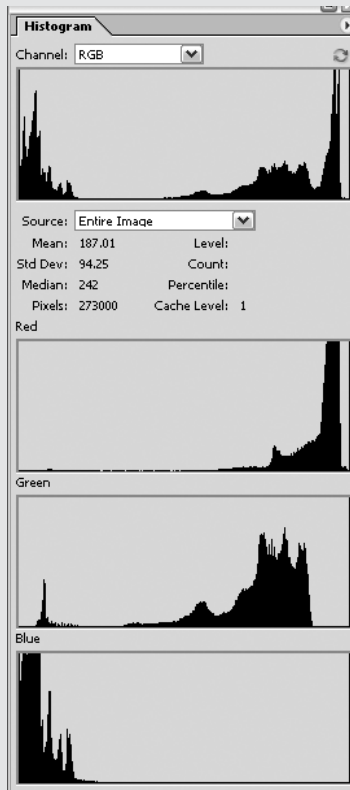 Histogram
Channel: RGB
Source: Entire Image
Mean: 187.01 Level:
Std Dev: 94.25 Count:
Median: 242 Percentile:
Pixels: 273000 Cache Level: 1
Red
Green
Blue